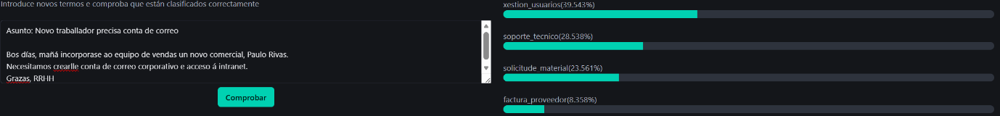 Introduce novos termos e comproba que están clasificados correctamente
Asunto: Novo traballador precisa conta de correo
Bos días, mañá incorporase ao equipo de vendas un novo comercial, Paulo Rivas.
Necesitamos crearlle conta de correo corporativo e acceso á intranet.
Grazas, RRHH
Comprobar
xestion_usuarios(39.543%)
soporte_tecnico(28.538%)
solicitude_material(23.561%)
factura_proveedor(8.358%)